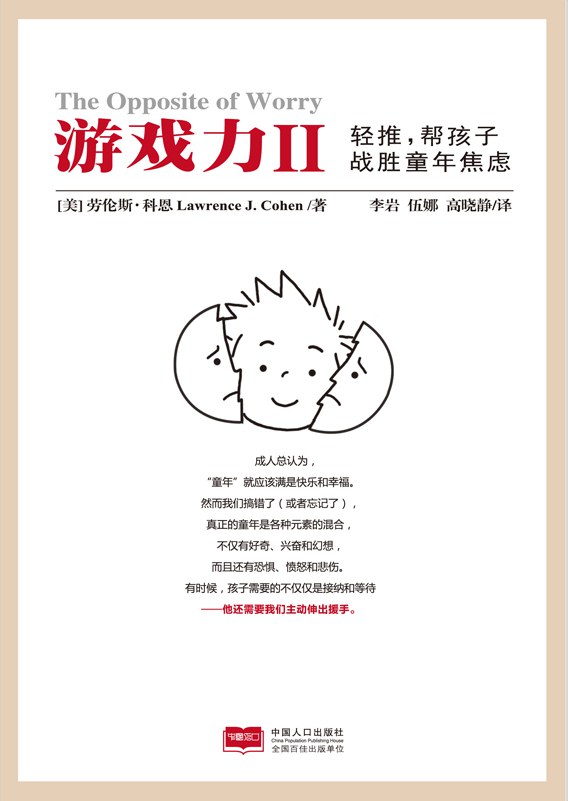 The Opposite of Worry
游戏力II
轻推，帮孩子
战胜童年焦虑
[美] 劳伦斯·科恩 Lawrence J. Cohen /著
李岩 伍娜 高晓静/译
成人总认为，
“童年”就应该满是快乐和幸福。
然而我们搞错了（或者忘记了），
真正的童年是各种元素的混合，
不仅有好奇、兴奋和幻想，
而且还有恐惧、愤怒和悲伤。
有时候，孩子需要的不仅仅是接纳和等待
——他还需要我们主动伸出援手。
中国人口出版社
China Population Publishing House
全国百佳出版单位